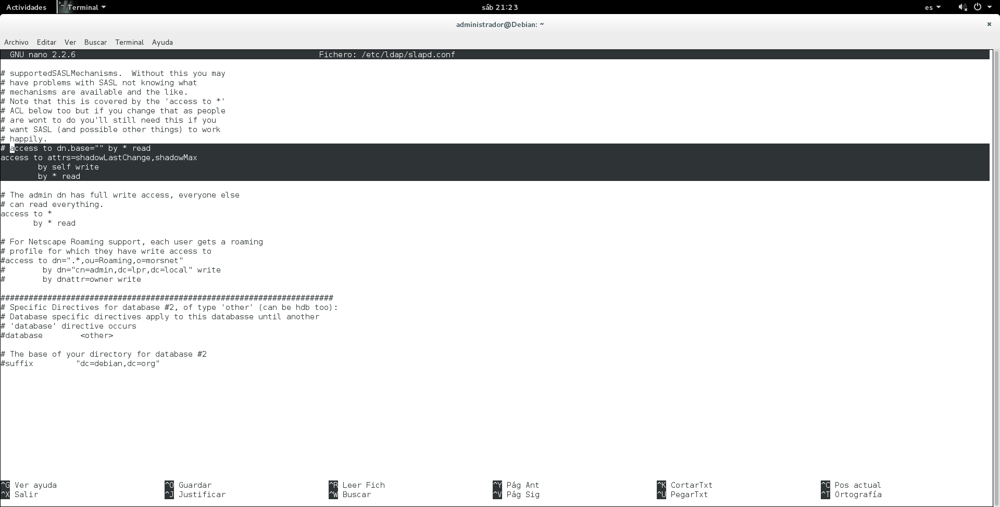 Actividades Terminal sáb 21:23 es
administrador@Debian: ~
Archivo Editar Ver Buscar Terminal Ayuda
GNU nano 2.2.6 Fichero: /etc/ldap/slapd.conf
# supportedSASLMechanisms.  Without this you may
# have problems with SASL not knowing what
# mechanisms are available and the like.
# Note that this is covered by the 'access to *'
# ACL below too but if you change that as people
# are wont to do you'll still need this if you
# want SASL (and possible other things) to work
# happily.
# access to dn.base="" by * read
access to attrs=shadowLastChange,shadowMax
        by self write
        by * read
# The admin dn has full write access, everyone else
# can read everything.
access to *
       by * read
# For Netscape Roaming support, each user gets a roaming
# profile for which they have write access to
#access to dn=".*,ou=Roaming,o=morsnet"
#        by dn="cn=admin,dc=lpr,dc=local" write
#        by dnattr=owner write
#######################################################################
# Specific Directives for database #2, of type 'other' (can be hdb too):
# Database specific directives apply to this databasse until another
# 'database' directive occurs
#database        <other>
# The base of your directory for database #2
#suffix         "dc=debian,dc=org"
^G Ver ayuda ^O Guardar ^R Leer Fich ^Y Pág Ant ^K CortarTxt ^C Pos actual
^X Salir ^J Justificar ^W Buscar ^V Pág Sig ^U PegarTxt ^T Ortografía